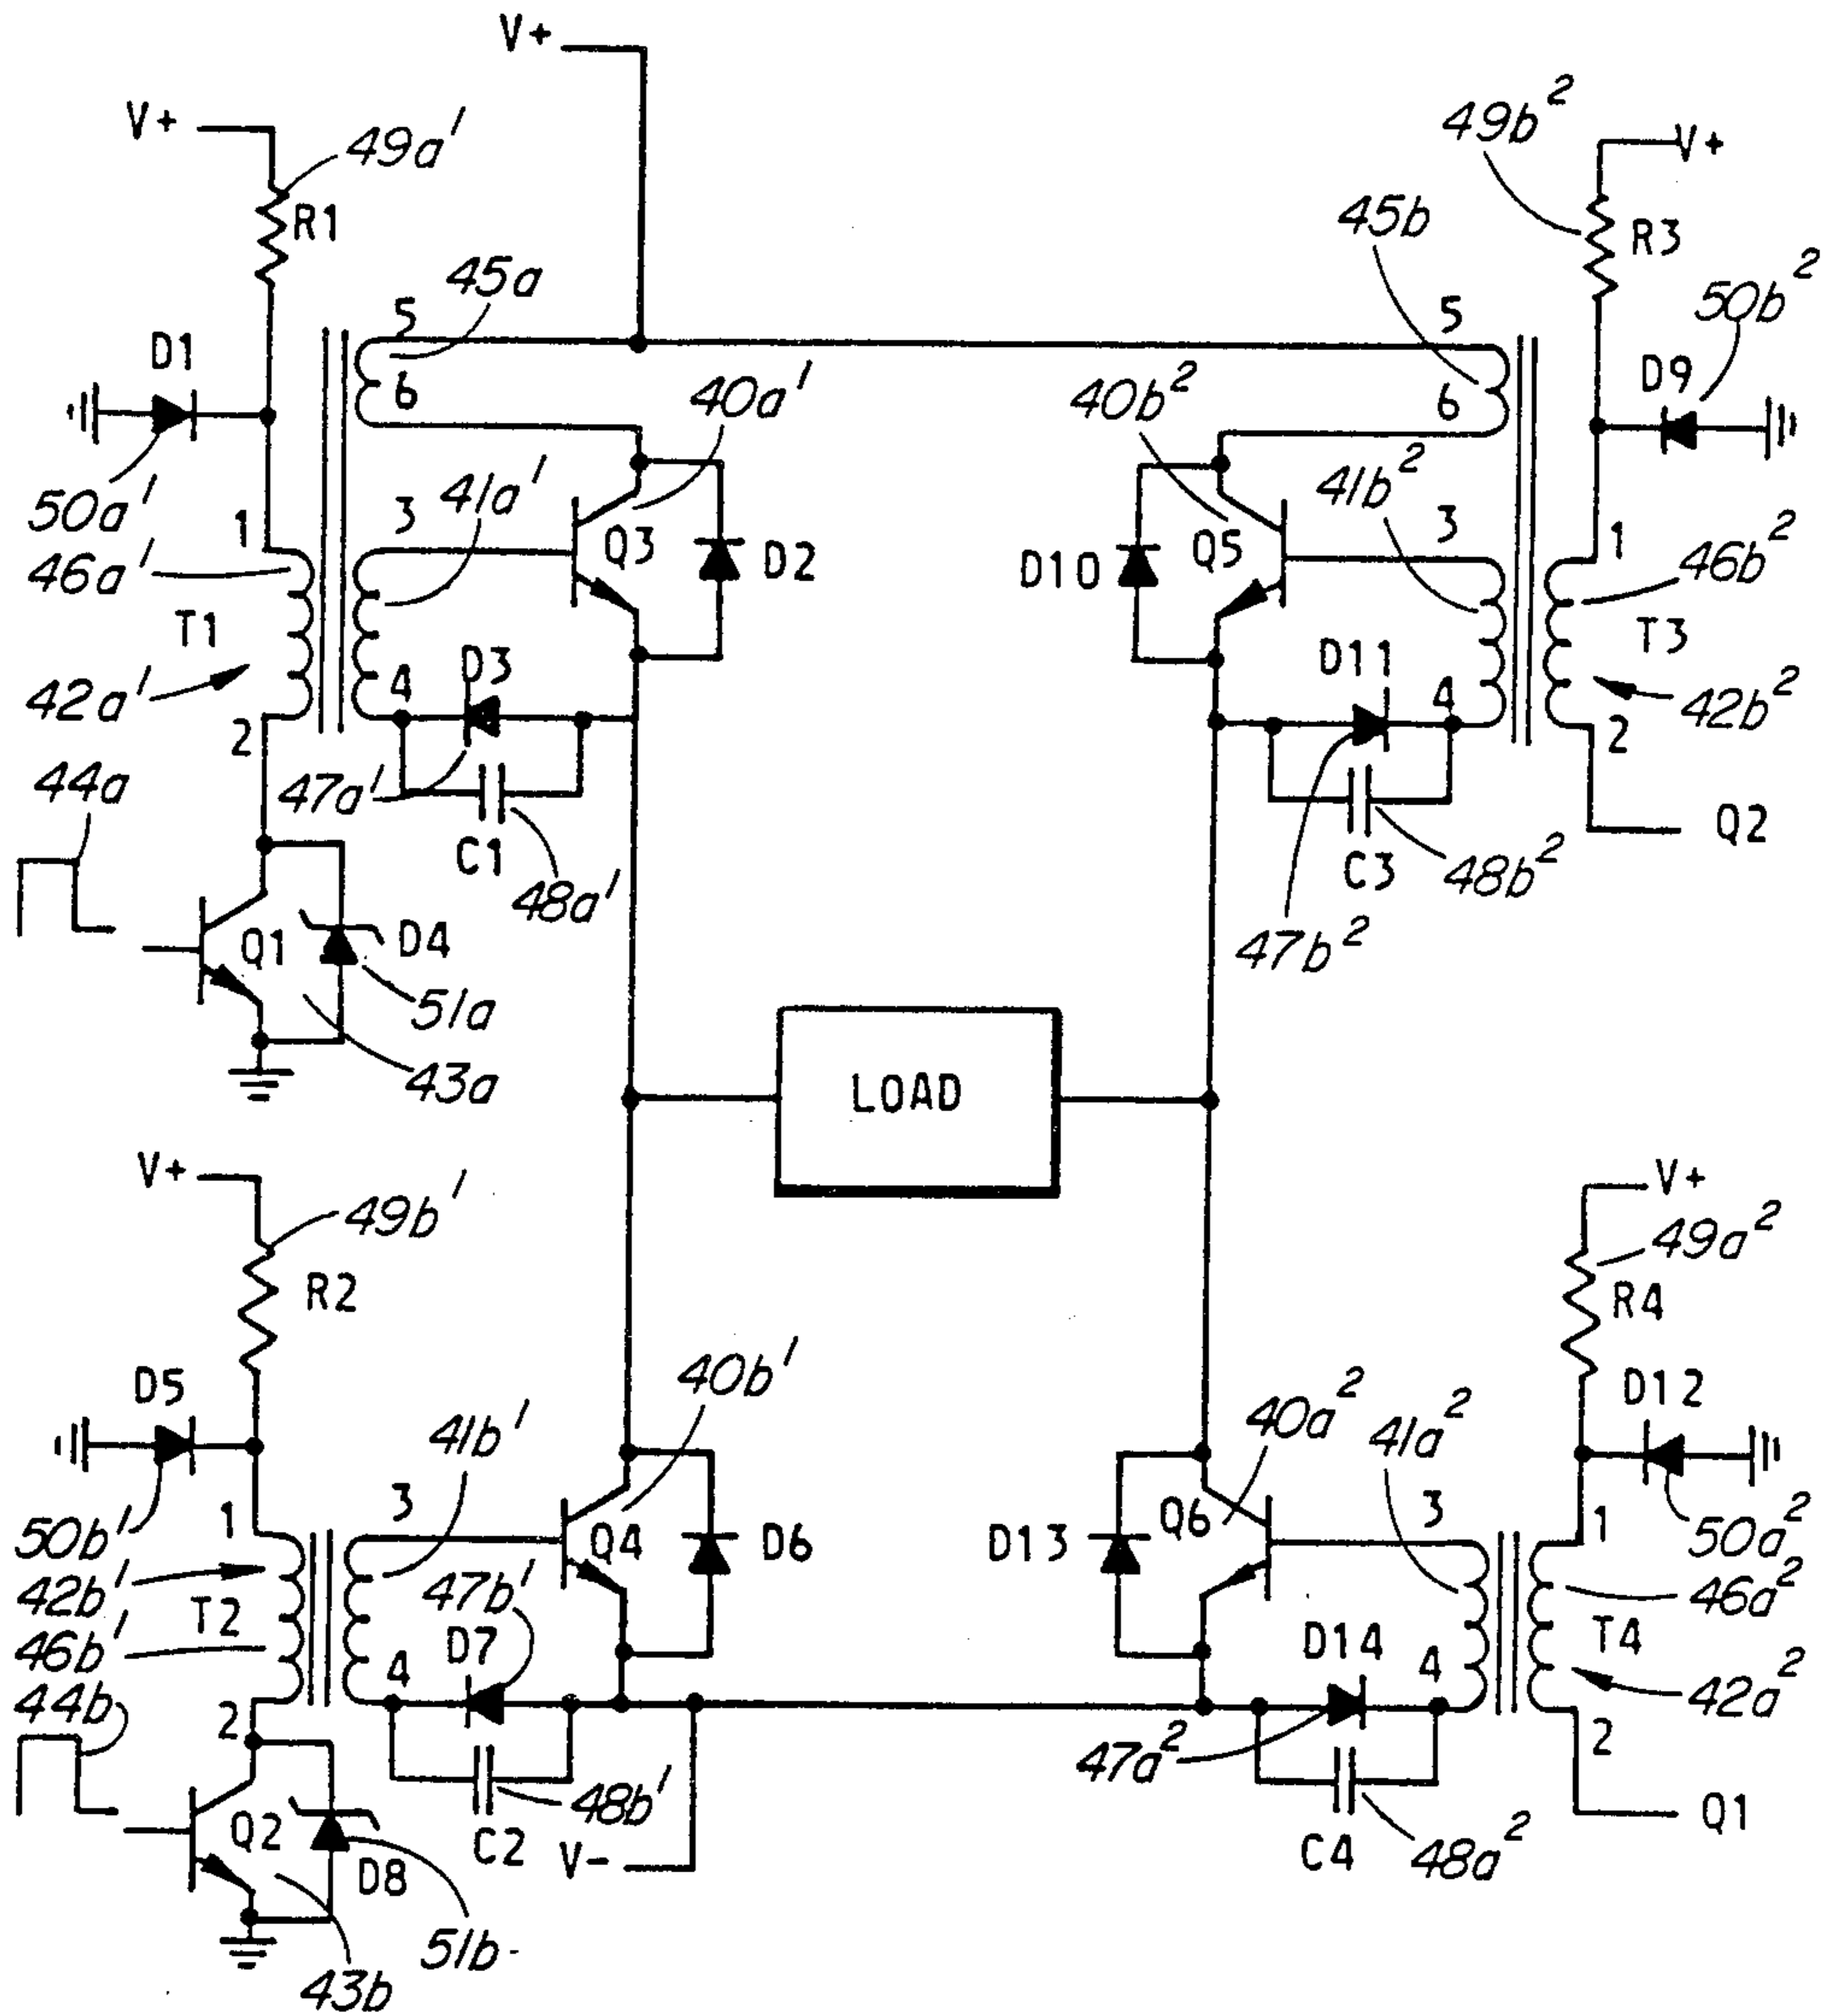 V+
V+
49a'
R1
49b²
V+
45a
45b
R3
50b²
5
5
D1
6
40a'
40b²
6
D9
50a'
41a'
41b²
3
3
1
1
46a'
Q3
D2
D10
Q5
46b²
T1
T3
42a'
D3
D11
4
4
42b²
2
2
44a
47a'
Q2
C1
48a'
C3
48b²
47b²
Q1
D4
51a
43a
LOAD
V+
V+
49b'
49a²
R2
R4
D5
40b'
40a²
D12
41b'
41a²
3
3
1
1
50b'
Q4
D6
D13
Q6
50a²
42b'
47b'
46a²
T2
T4
46b'
D7
D14
4
4
42a²
44b
2
2
47a²
48b'
Q2
C2
V-
C4
48a²
Q1
D8
51b
43b